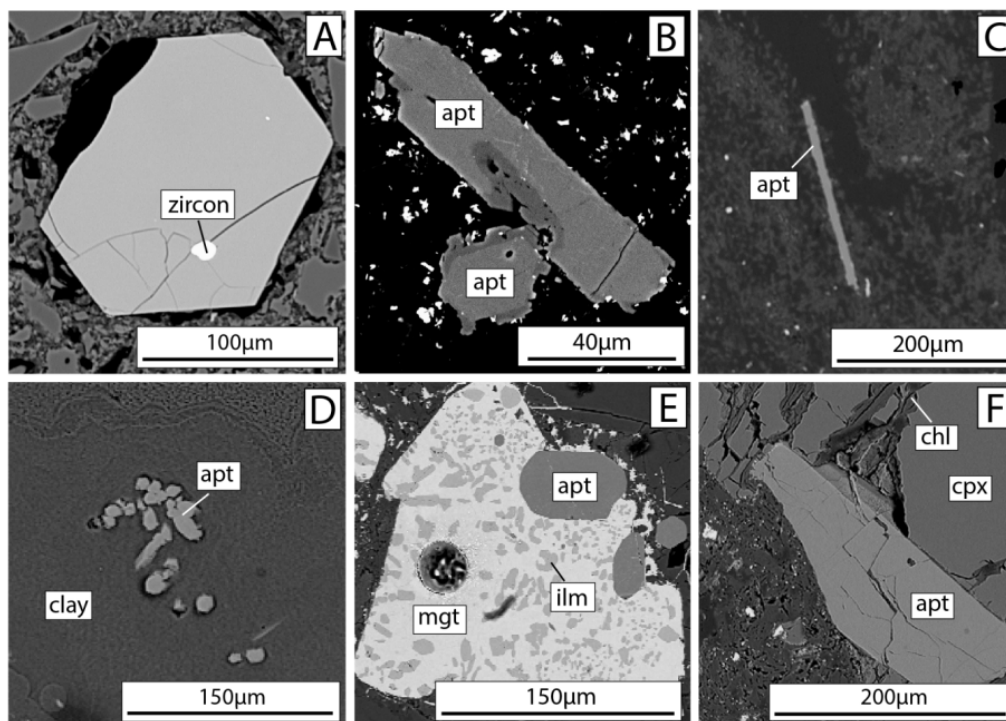 A
zircon
100μm
B
apt
apt
40μm
C
apt
200μm
D
apt
clay
150μm
E
apt
ilm
mgt
150μm
F
chl
cpx
apt
200μm